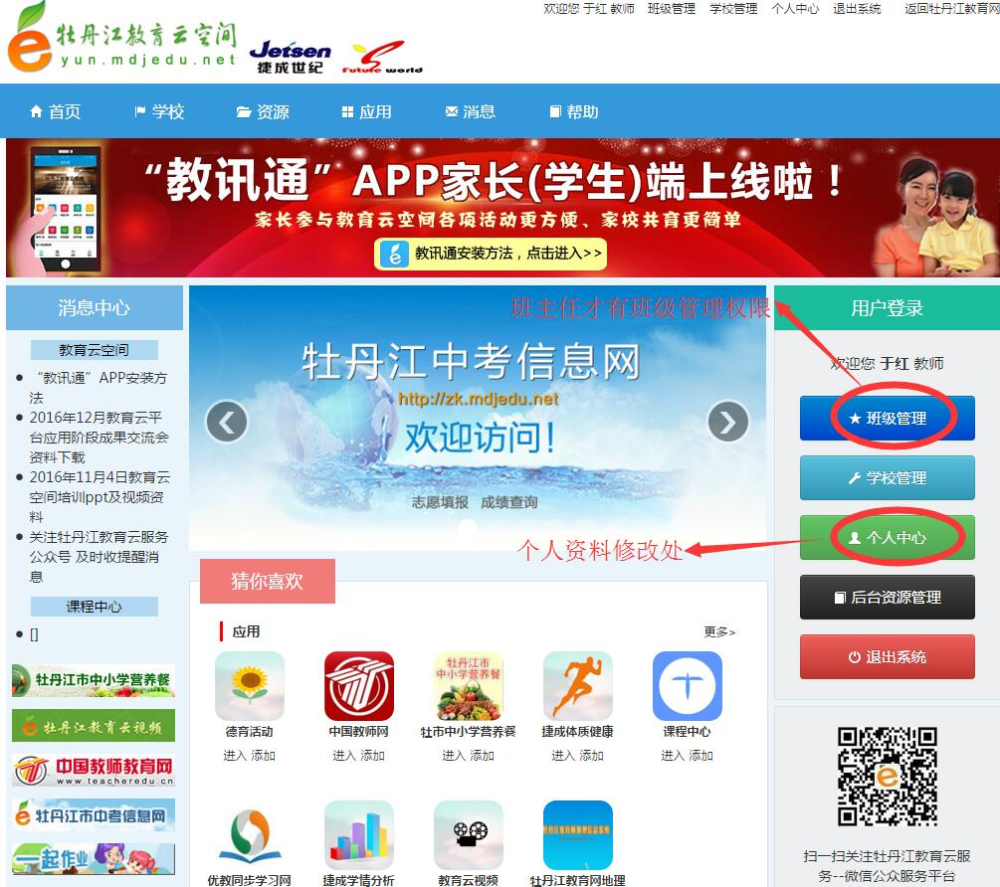 欢迎您 于红 教师 班级管理 学校管理 个人中心 退出系统 返回牡丹江教育网
牡丹江教育云空间
yun.mdjedu.net
Jetsen
捷成世纪
Future world
首页 学校 资源 应用 消息 帮助
“教讯通”APP家长(学生)端上线啦！
家长参与教育云空间各项活动更方便、家校共育更简单
教讯通安装方法，点击进入>>
消息中心
教育云空间
“教讯通”APP安装方法
2016年12月教育云平台应用阶段成果交流会资料下载
2016年11月4日教育云空间培训ppt及视频资料
关注牡丹江教育云服务公众号 及时收提醒消息
课程中心
[]
牡丹江市中小学营养餐
牡丹江教育云视频
中国教师教育网
www.teacheredu.cn
牡丹江市中考信息网
一起作业
班主任才有班级管理权限
牡丹江中考信息网
http://zk.mdjedu.net
欢迎访问!
志愿填报 成绩查询
个人资料修改处
猜你喜欢
应用
更多>
牡丹江市
中小学营养餐
德育活动 中国教师网 牡市中小学营养餐 捷成体质健康 课程中心
进入 添加 进入 添加 进入 添加 进入 添加 进入 添加
优教同步学习网 捷成学情分析 教育云视频 牡丹江教育网地理
用户登录
欢迎您 于红 教师
班级管理
学校管理
个人中心
后台资源管理
退出系统
扫一扫关注牡丹江教育云服
务--微信公众服务平台